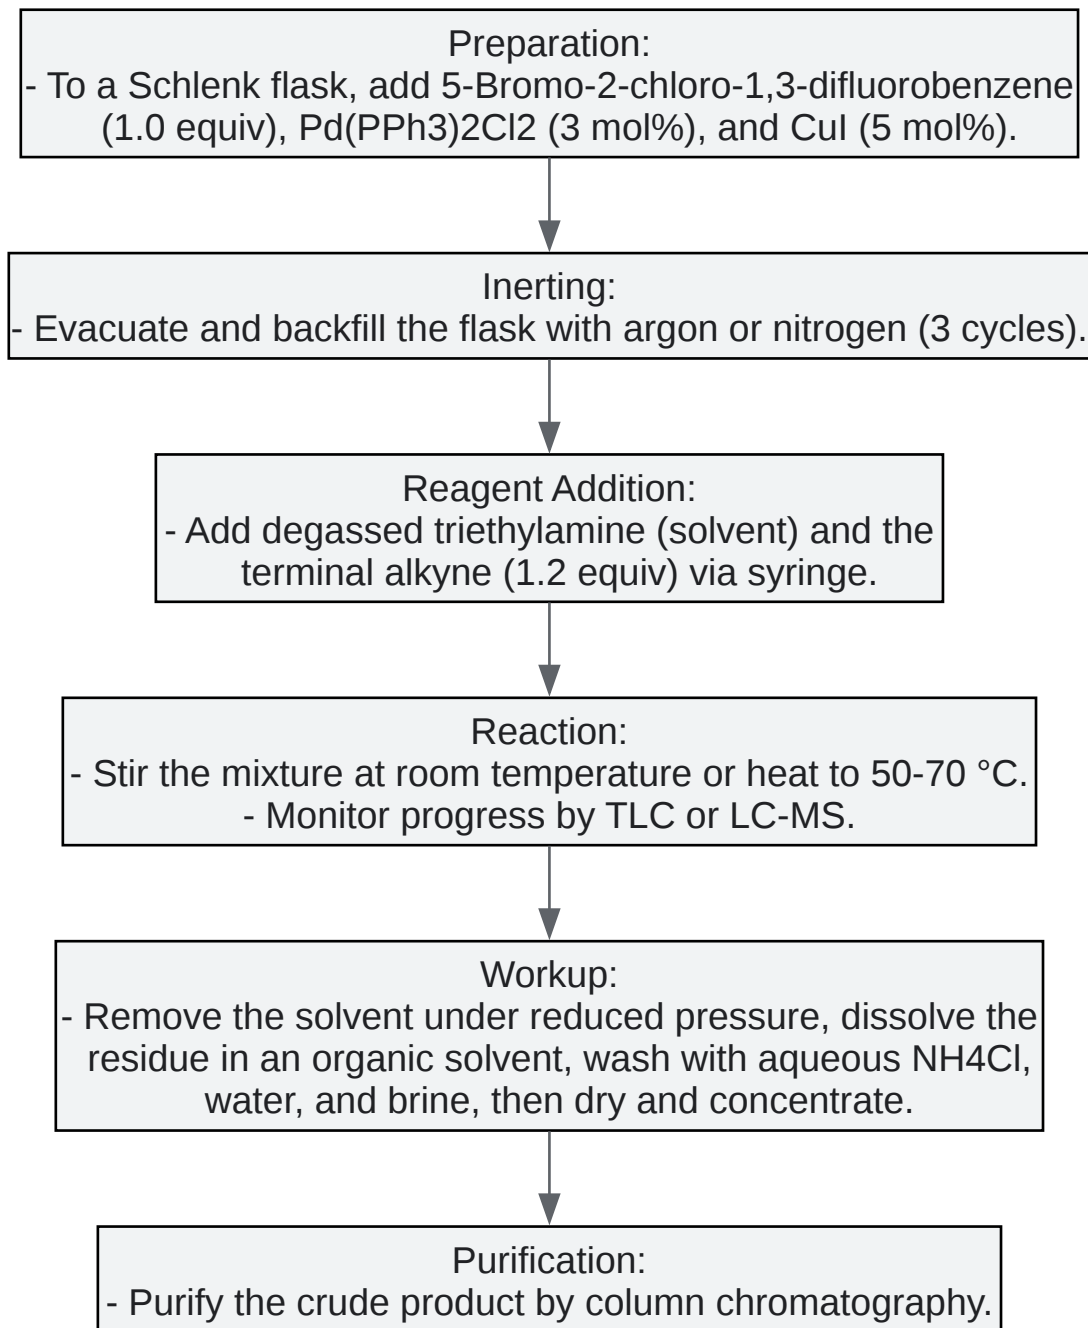 Preparation:
- To a Schlenk flask, add 5-Bromo-2-chloro-1,3-difluorobenzene
(1.0 equiv), Pd(PPh3)2Cl2 (3 mol%), and CuI (5 mol%).
Inerting:
- Evacuate and backfill the flask with argon or nitrogen (3 cycles).
Reagent Addition:
- Add degassed triethylamine (solvent) and the
terminal alkyne (1.2 equiv) via syringe.
Reaction:
- Stir the mixture at room temperature or heat to 50-70 °C.
- Monitor progress by TLC or LC-MS.
Workup:
- Remove the solvent under reduced pressure, dissolve the
residue in an organic solvent, wash with aqueous NH4Cl,
water, and brine, then dry and concentrate.
Purification:
- Purify the crude product by column chromatography.